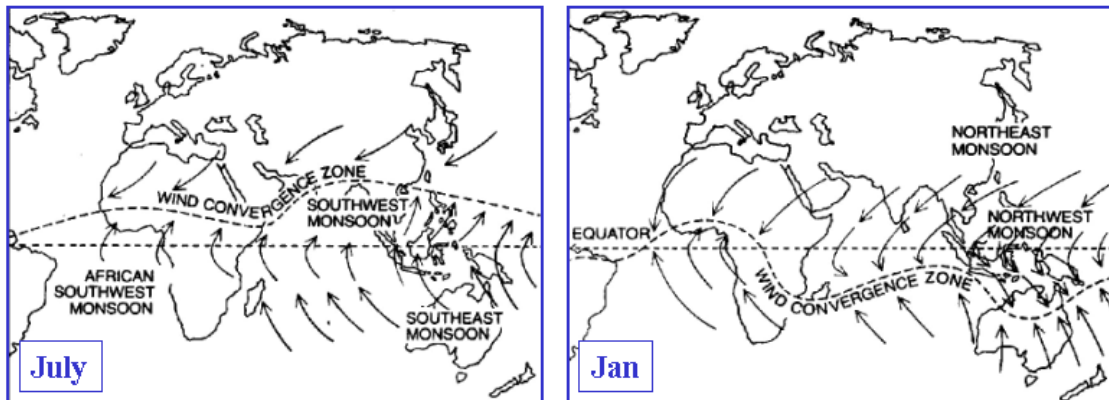 WIND CONVERGENCE ZONE
SOUTHWEST
MONSOON
AFRICAN
SOUTHWEST
MONSOON
SOUTHEAST
MONSOON
July
NORTHEAST
MONSOON
NORTHWEST
MONSOON
EQUATOR
WIND CONVERGENCE ZONE
Jan